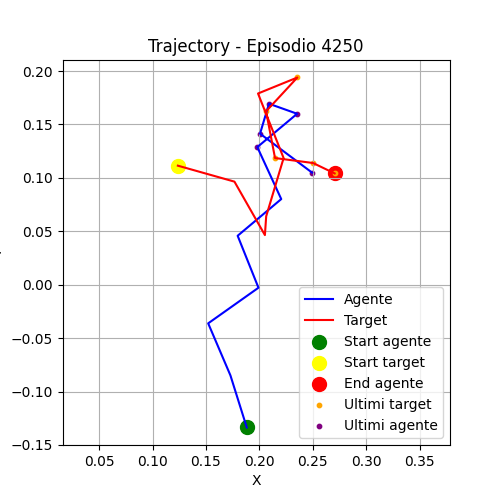 Trajectory - Episodio 4250
0.20
0.15
0.10
0.05
0.00
−0.05
−0.10
−0.15
0.05 0.10 0.15 0.20 0.25 0.30 0.35
X
Agente
Target
Start agente
Start target
End agente
Ultimi target
Ultimi agente